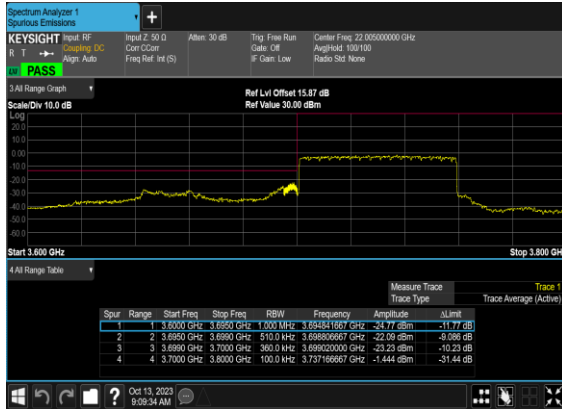 Spectrum Analyzer 1
Spurious Emissions
+
KEYSIGHT Input: RF Input Z: 50 Ω Atten: 30 dB Trig: Free Run Center Freq: 22.005000000 GHz
R T Coupling: DC Corr CCorr Gate: Off Avg|Hold: 100/100
Align: Auto Freq Ref: Int (S) IF Gain: Low Radio Std: None
PASS
3 All Range Graph Ref Lvl Offset 15.87 dB
Scale/Div 10.0 dB Ref Value 30.00 dBm
Log
20.0
10.0
0.00
-10.0
-20.0
-30.0
-40.0
-50.0
-60.0
Start 3.600 GHz Stop 3.800 GH
4 All Range Table
Measure Trace Trace 1
Trace Type Trace Average (Active)
Spur Range Start Freq Stop Freq RBW Frequency Amplitude ΔLimit
1 1 3.6000 GHz 3.6950 GHz 1.000 MHz 3.694841667 GHz -24.77 dBm -11.77 dB
2 2 3.6950 GHz 3.6990 GHz 510.0 kHz 3.698806667 GHz -22.09 dBm -9.086 dB
3 3 3.6990 GHz 3.7000 GHz 360.0 kHz 3.699020000 GHz -23.23 dBm -10.23 dB
4 4 3.7000 GHz 3.8000 GHz 100.0 kHz 3.737166667 GHz -1.444 dBm -31.44 dB
? Oct 13, 2023
9:09:34 AM